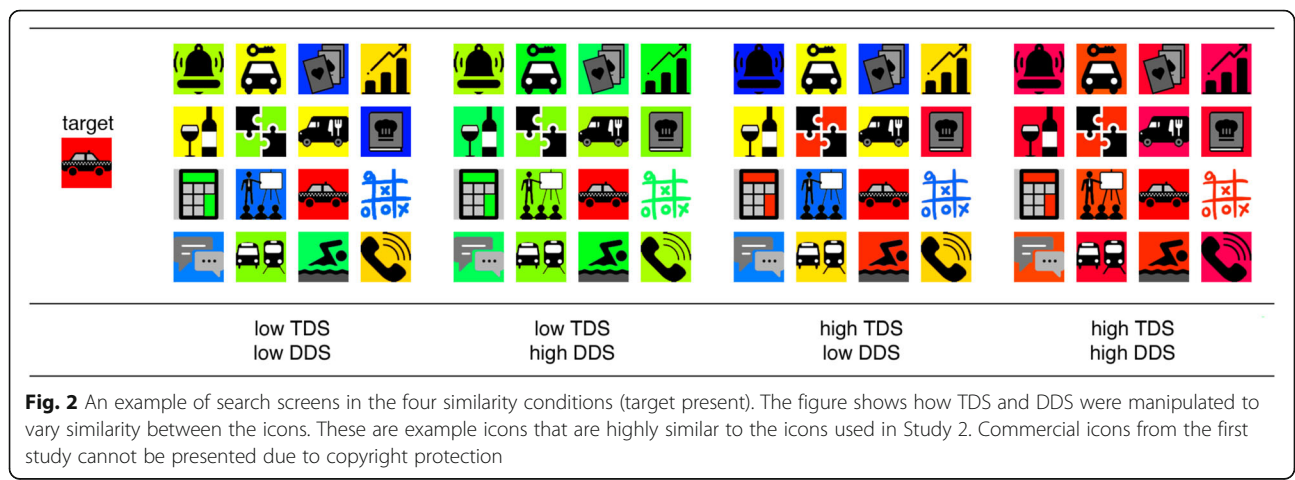 target
low TDS
low DDS
low TDS
high DDS
high TDS
low DDS
high TDS
high DDS
Fig. 2 An example of search screens in the four similarity conditions (target present). The figure shows how TDS and DDS were manipulated to
vary similarity between the icons. These are example icons that are highly similar to the icons used in Study 2. Commercial icons from the first
study cannot be presented due to copyright protection